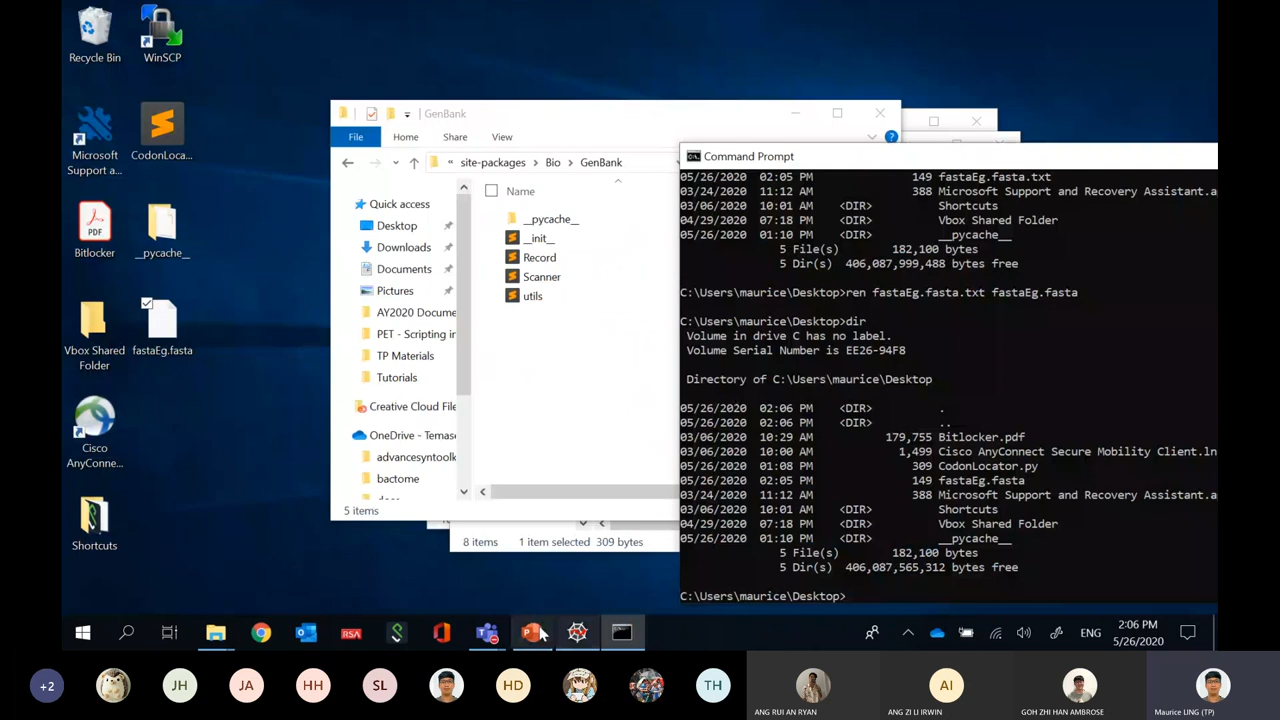 Recycle Bin
WinSCP
Microsoft
Support a...
CodonLoca...
Bitlocker
__pycache__
Vbox Shared
Folder
fastaEg.fasta
Cisco
AnyConne...
Shortcuts
GenBank
File
Home
Share
View
« site-packages > Bio > GenBank
Name
Quick access
Desktop
Downloads
Documents
Pictures
AY2020 Docume
PET - Scripting in
TP Materials
Tutorials
Creative Cloud File
OneDrive - Temase
advancesyntoolk
bactome
__pycache__
__init__
Record
Scanner
utils
5 items
8 items
1 item selected
309 bytes
Command Prompt
05/26/2020 02:05 PM 149 fastaEg.fasta.txt
03/24/2020 11:12 AM 388 Microsoft Support and Recovery Assistant.a
03/06/2020 10:01 AM <DIR> Shortcuts
04/29/2020 07:18 PM <DIR> Vbox Shared Folder
05/26/2020 01:10 PM <DIR> __pycache__
5 File(s) 182,100 bytes
5 Dir(s) 406,087,999,488 bytes free
C:\Users\maurice\Desktop>ren fastaEg.fasta.txt fastaEg.fasta
C:\Users\maurice\Desktop>dir
Volume in drive C has no label.
Volume Serial Number is EE26-94F8
Directory of C:\Users\maurice\Desktop
05/26/2020 02:06 PM <DIR> .
05/26/2020 02:06 PM <DIR> ..
03/06/2020 10:29 AM 179,755 Bitlocker.pdf
03/06/2020 10:00 AM 1,499 Cisco AnyConnect Secure Mobility Client.ln
05/26/2020 01:08 PM 309 CodonLocator.py
05/26/2020 02:05 PM 149 fastaEg.fasta
03/24/2020 11:12 AM 388 Microsoft Support and Recovery Assistant.a
03/06/2020 10:01 AM <DIR> Shortcuts
04/29/2020 07:18 PM <DIR> Vbox Shared Folder
05/26/2020 01:10 PM <DIR> __pycache__
5 File(s) 182,100 bytes
5 Dir(s) 406,087,565,312 bytes free
C:\Users\maurice\Desktop>
RSA
ENG
2:06 PM
5/26/2020
+2
JH
JA
HH
SL
HD
TH
ANG RUI AN RYAN
AI
ANG ZI LI IRWIN
GOH ZHI HAN AMBROSE
Maurice LING (TP)